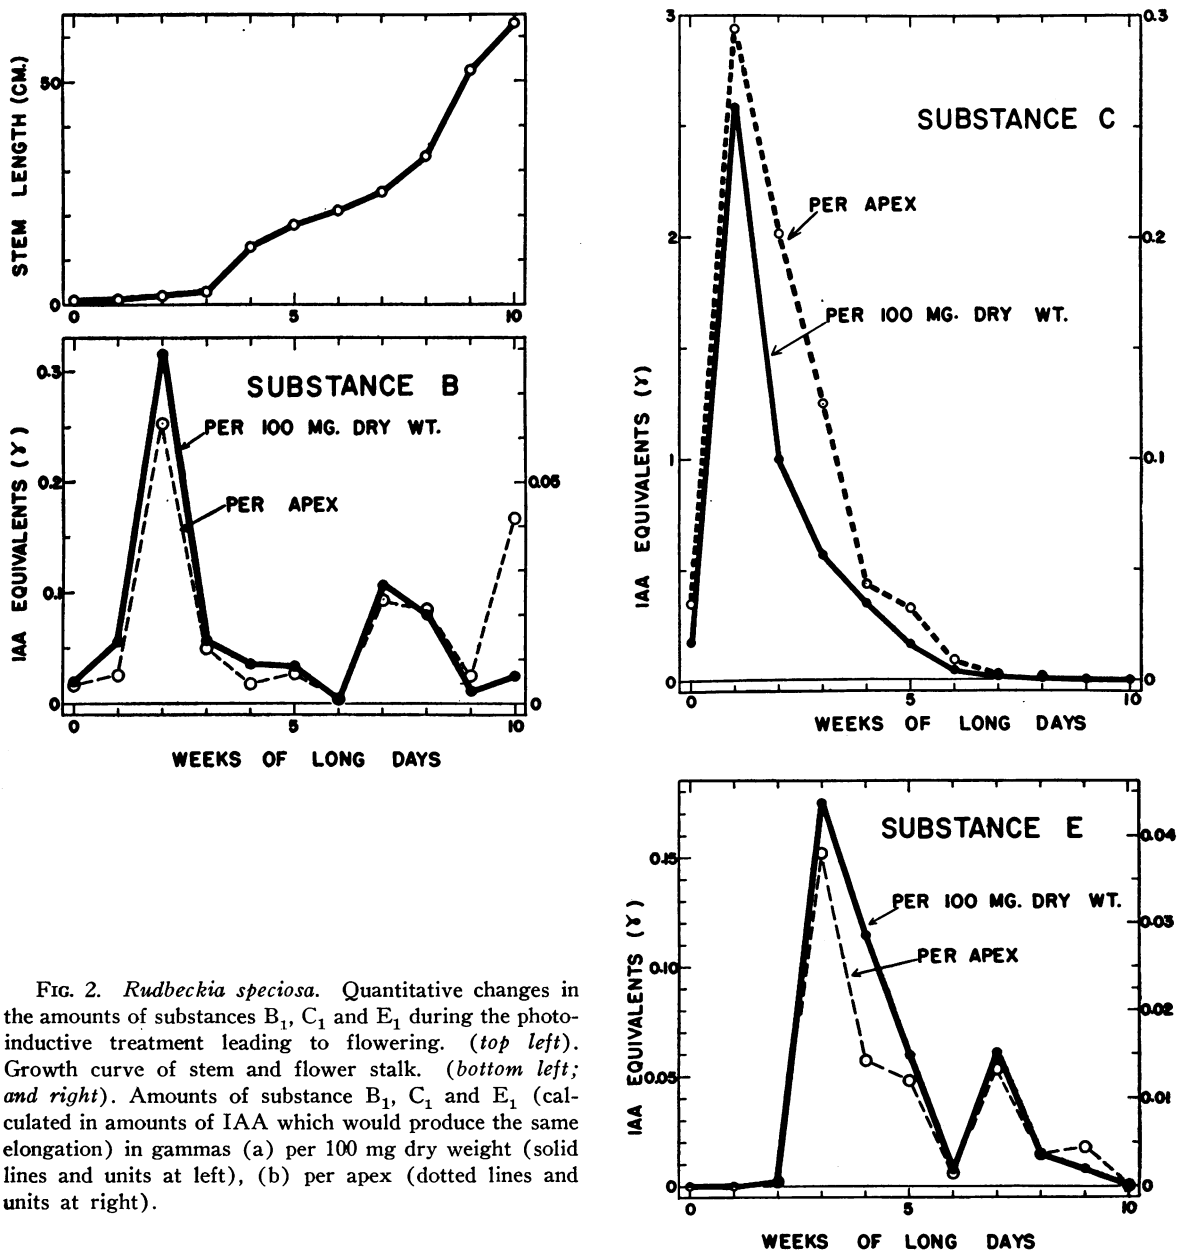 STEM LENGTH (CM.)
50
0
0 5 10
SUBSTANCE B
PER 100 MG. DRY WT.
PER APEX
IAA EQUIVALENTS (γ)
0.3
0.2
0.1
0
0.05
0
0 5 10
WEEKS OF LONG DAYS
SUBSTANCE C
PER APEX
PER 100 MG. DRY WT.
IAA EQUIVALENTS (γ)
3
2
1
0
0.3
0.2
0.1
0
0 5 10
WEEKS OF LONG DAYS
SUBSTANCE E
PER 100 MG. DRY WT.
PER APEX
IAA EQUIVALENTS (γ)
0.15
0.10
0.05
0
0.04
0.03
0.02
0.01
0
0 5 10
WEEKS OF LONG DAYS
FIG. 2. Rudbeckia speciosa. Quantitative changes in
the amounts of substances B₁, C₁ and E₁ during the photo-
inductive treatment leading to flowering. (top left).
Growth curve of stem and flower stalk. (bottom left;
and right). Amounts of substance B₁, C₁ and E₁ (cal-
culated in amounts of IAA which would produce the same
elongation) in gammas (a) per 100 mg dry weight (solid
lines and units at left), (b) per apex (dotted lines and
units at right).